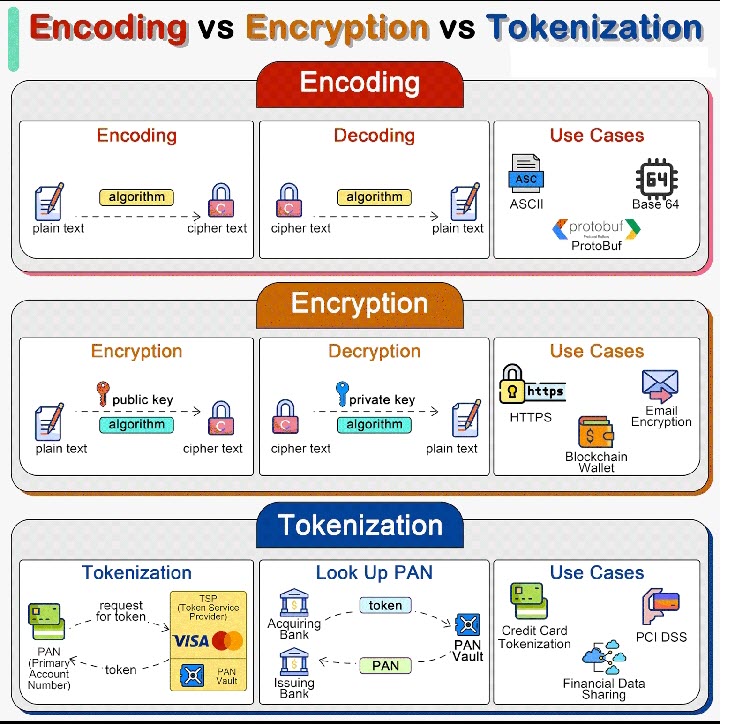 Encoding vs Encryption vs Tokenization
Encoding
Encoding
algorithm
plain text
cipher text
Decoding
algorithm
cipher text
plain text
Use Cases
ASC
ASCII
64
Base 64
protobuf
ProtoBuf
Encryption
Encryption
public key
algorithm
plain text
cipher text
Decryption
private key
algorithm
cipher text
plain text
Use Cases
https
HTTPS
Email
Encryption
Blockchain
Wallet
Tokenization
Tokenization
request
for token
PAN
(Primary
Account
Number)
token
TSP
(Token Service
Provider)
VISA
PAN
Vault
Look Up PAN
Acquiring
Bank
token
PAN
Vault
Issuing
Bank
PAN
Use Cases
Credit Card
Tokenization
PCI DSS
Financial Data
Sharing